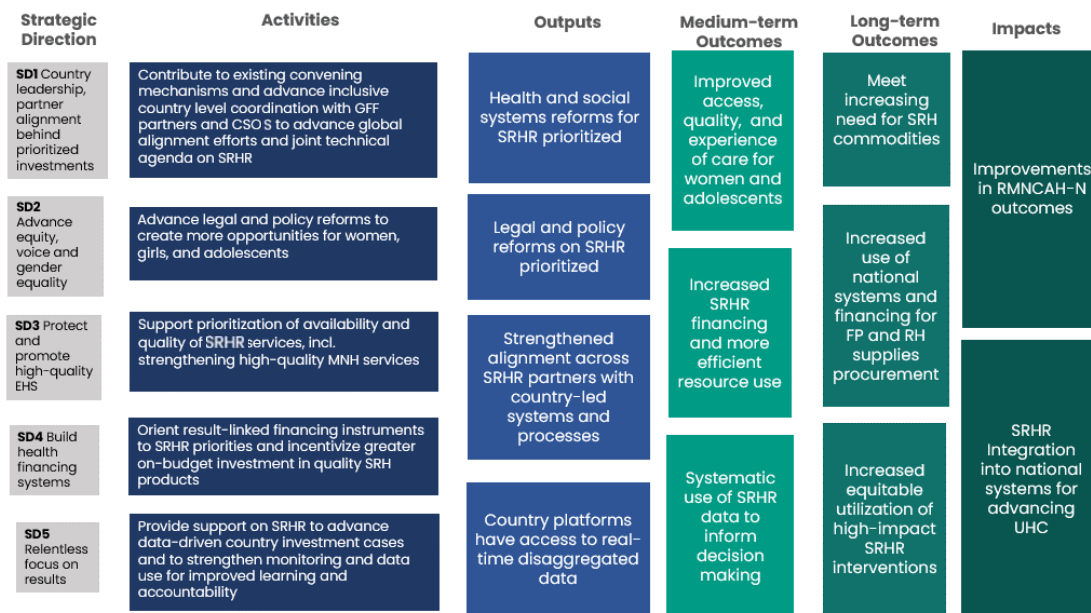 Strategic
Direction
Activities
Outputs
Medium-term
Outcomes
Long-term
Outcomes
Impacts
SD1 Country
leadership,
partner
alignment
behind
prioritized
investments
Contribute to existing convening
mechanisms and advance inclusive
country level coordination with GFF
partners and CSOS to advance global
alignment efforts and joint technical
agenda on SRHR
SD2
Advance
equity,
voice and
gender
equality
Advance legal and policy reforms to
create more opportunities for women,
girls, and adolescents
SD3 Protect
and
promote
high-quality
EHS
Support prioritization of availability and
quality of SRHR services, incl.
strengthening high-quality MNH services
SD4 Build
health
financing
systems
Orient result-linked financing instruments
to SRHR priorities and incentivize greater
on-budget investment in quality SRH
products
SD5
Relentless
focus on
results
Provide support on SRHR to advance
data-driven country investment cases
and to strengthen monitoring and data
use for improved learning and
accountability
Health and social
systems reforms for
SRHR prioritized
Legal and policy
reforms on SRHR
prioritized
Strengthened
alignment across
SRHR partners with
country-led
systems and
processes
Country platforms
have access to real-
time disaggregated
data
Improved
access,
quality, and
experience
of care for
women and
adolescents
Increased
SRHR
financing
and more
efficient
resource use
Systematic
use of SRHR
data to
inform
decision
making
Meet
increasing
need for SRH
commodities
Increased
use of
national
systems and
financing for
FP and RH
supplies
procurement
Increased
equitable
utilization of
high-impact
SRHR
interventions
Improvements
in RMNCAH-N
outcomes
SRHR
Integration
into national
systems for
advancing
UHC